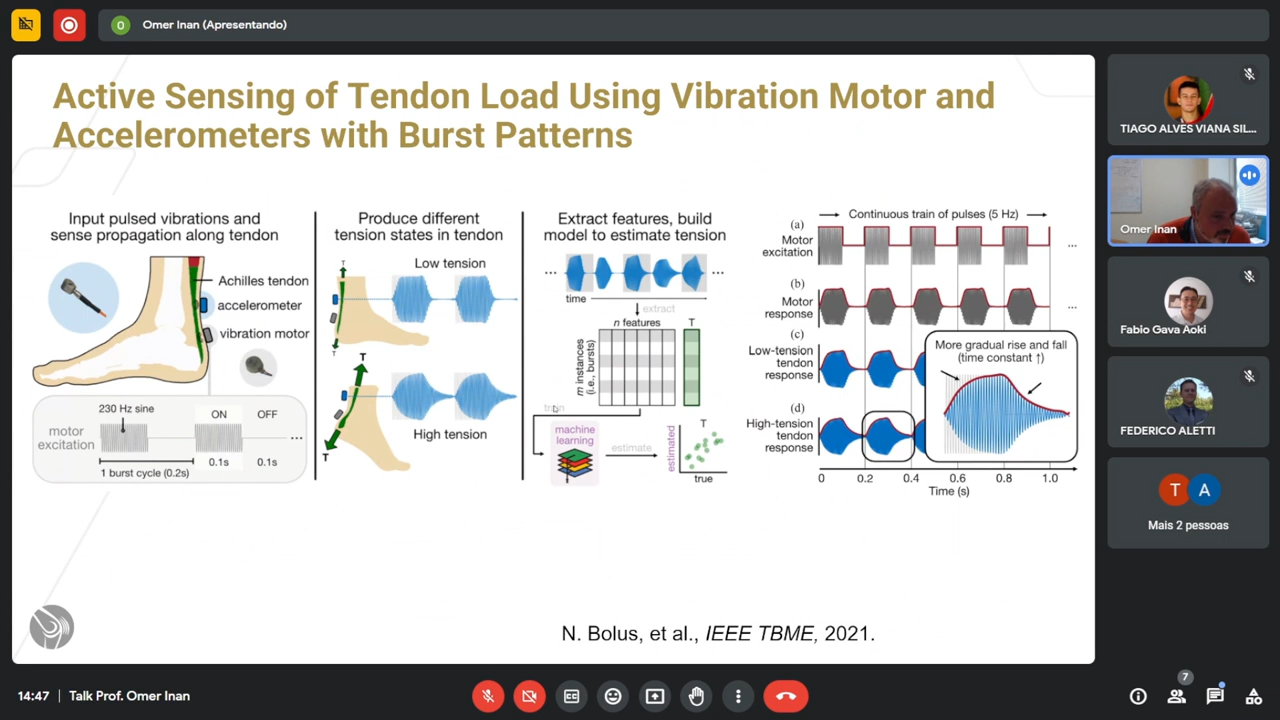 O Omer Inan (Apresentando)
Active Sensing of Tendon Load Using Vibration Motor and
Accelerometers with Burst Patterns
Input pulsed vibrations and
sense propagation along tendon
Achilles tendon
accelerometer
vibration motor
230 Hz sine
ON OFF
motor
excitation
...
0.1s 0.1s
1 burst cycle (0.2s)
Produce different
tension states in tendon
Low tension
T
T
T
High tension
T
Extract features, build
model to estimate tension
... ...
time
extract
n features T
m instances
(i.e., bursts)
train
machine
learning
estimate
T
estimated
true
Continuous train of pulses (5 Hz)
(a)
Motor
excitation
...
(b)
Motor
response
...
(c)
Low-tension
tendon
response
More gradual rise and fall
(time constant ↑)
(d)
High-tension
tendon
response
0 0.2 0.4 0.6 0.8 1.0
Time (s)
N. Bolus, et al., IEEE TBME, 2021.
TIAGO ALVES VIANA SIL...
Omer Inan
Fabio Gava Aoki
FEDERICO ALETTI
T A
Mais 2 pessoas
14:47 | Talk Prof. Omer Inan
CC
7